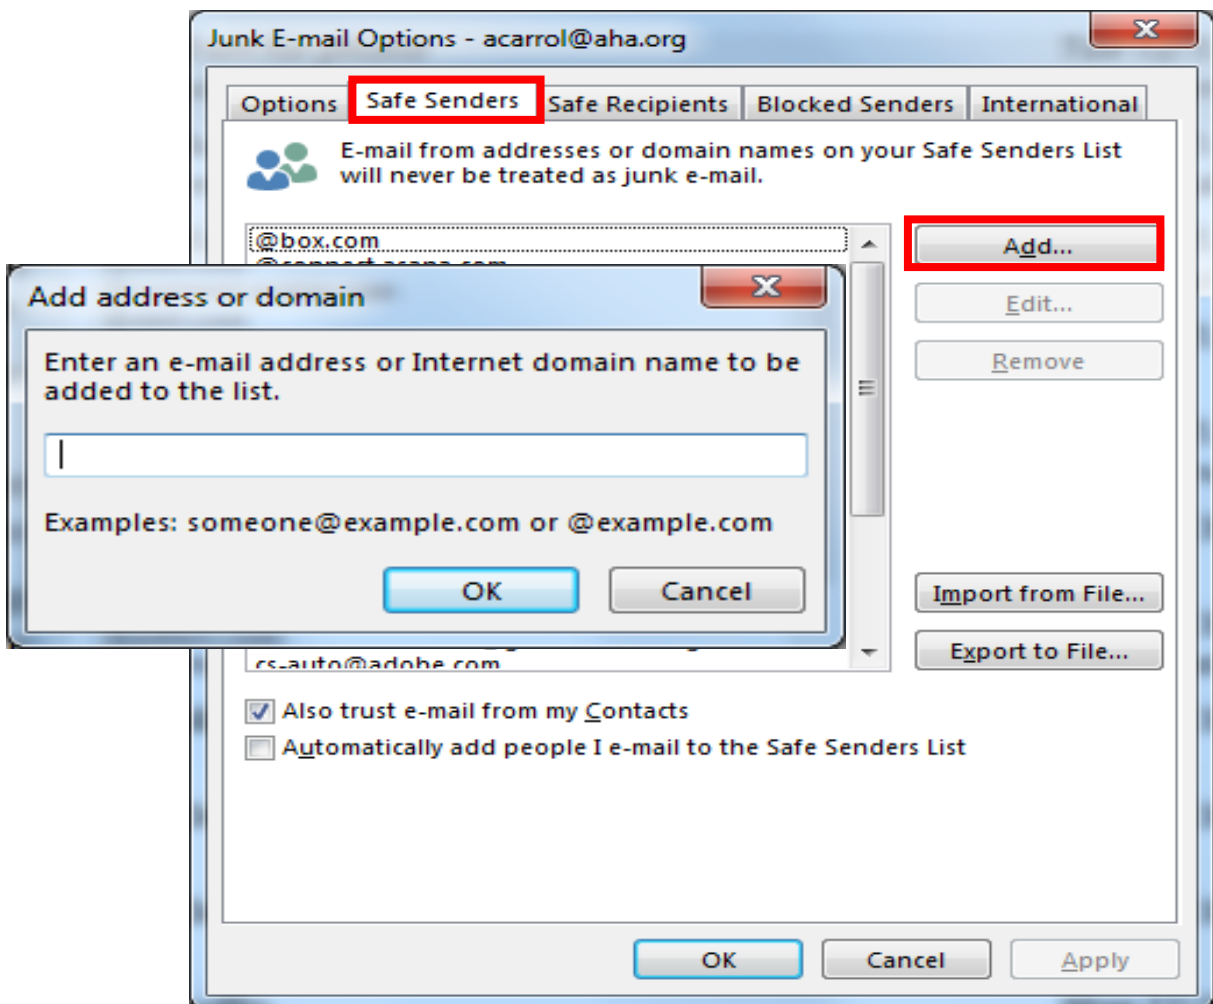 Junk E-mail Options - acarrol@aha.org
Options
Safe Senders
Safe Recipients
Blocked Senders
International
E-mail from addresses or domain names on your Safe Senders List
will never be treated as junk e-mail.
@box.com
Add...
Edit...
Remove
Import from File...
Export to File...
Add address or domain
Enter an e-mail address or Internet domain name to be
added to the list.
Examples: someone@example.com or @example.com
OK
Cancel
cs-auto@adobe.com
Also trust e-mail from my Contacts
Automatically add people I e-mail to the Safe Senders List
OK
Cancel
Apply